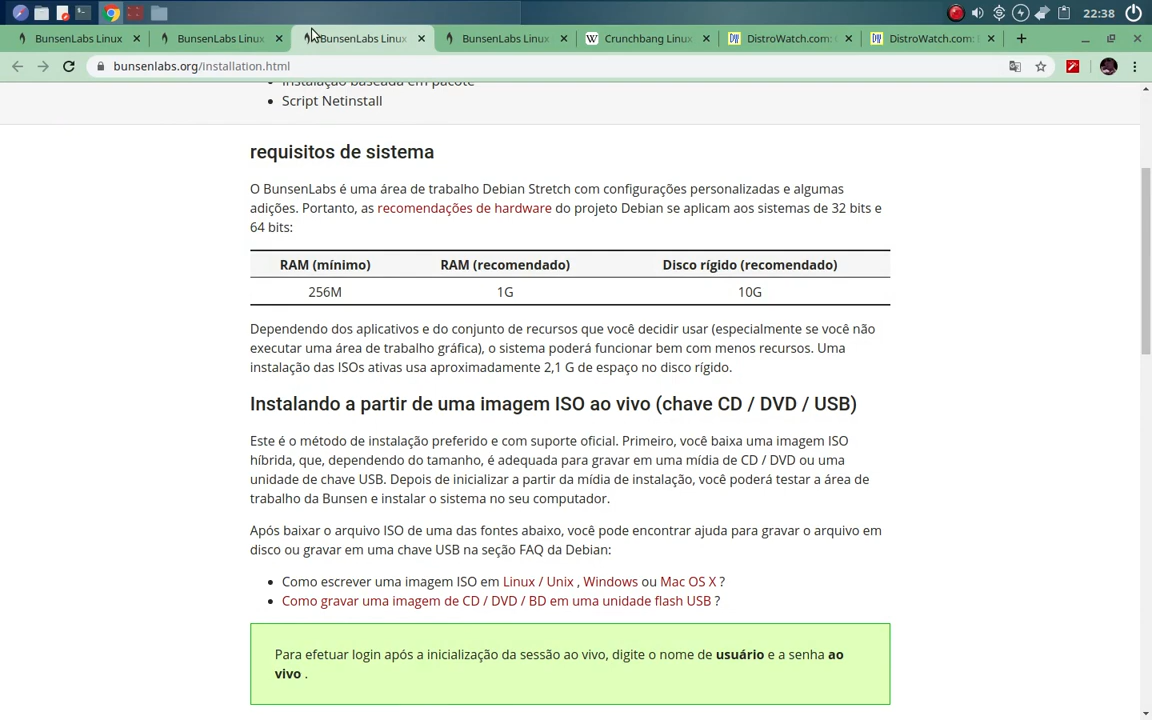 22:38
BunsenLabs Linux
BunsenLabs Linux
BunsenLabs Linux
BunsenLabs Linux
Crunchbang Linux
DistroWatch.com:
DistroWatch.com:
bunsenlabs.org/installation.html
Instalação baseada em pacote
Script Netinstall
requisitos de sistema
O BunsenLabs é uma área de trabalho Debian Stretch com configurações personalizadas e algumas
adições. Portanto, as recomendações de hardware do projeto Debian se aplicam aos sistemas de 32 bits e
64 bits:
RAM (mínimo) RAM (recomendado) Disco rígido (recomendado)
256M 1G 10G
Dependendo dos aplicativos e do conjunto de recursos que você decidir usar (especialmente se você não
executar uma área de trabalho gráfica), o sistema poderá funcionar bem com menos recursos. Uma
instalação das ISOs ativas usa aproximadamente 2,1 G de espaço no disco rígido.
Instalando a partir de uma imagem ISO ao vivo (chave CD / DVD / USB)
Este é o método de instalação preferido e com suporte oficial. Primeiro, você baixa uma imagem ISO
híbrida, que, dependendo do tamanho, é adequada para gravar em uma mídia de CD / DVD ou uma
unidade de chave USB. Depois de inicializar a partir da mídia de instalação, você poderá testar a área de
trabalho da Bunsen e instalar o sistema no seu computador.
Após baixar o arquivo ISO de uma das fontes abaixo, você pode encontrar ajuda para gravar o arquivo em
disco ou gravar em uma chave USB na seção FAQ da Debian:
Como escrever uma imagem ISO em Linux / Unix , Windows ou Mac OS X ?
Como gravar uma imagem de CD / DVD / BD em uma unidade flash USB ?
Para efetuar login após a inicialização da sessão ao vivo, digite o nome de usuário e a senha ao
vivo .